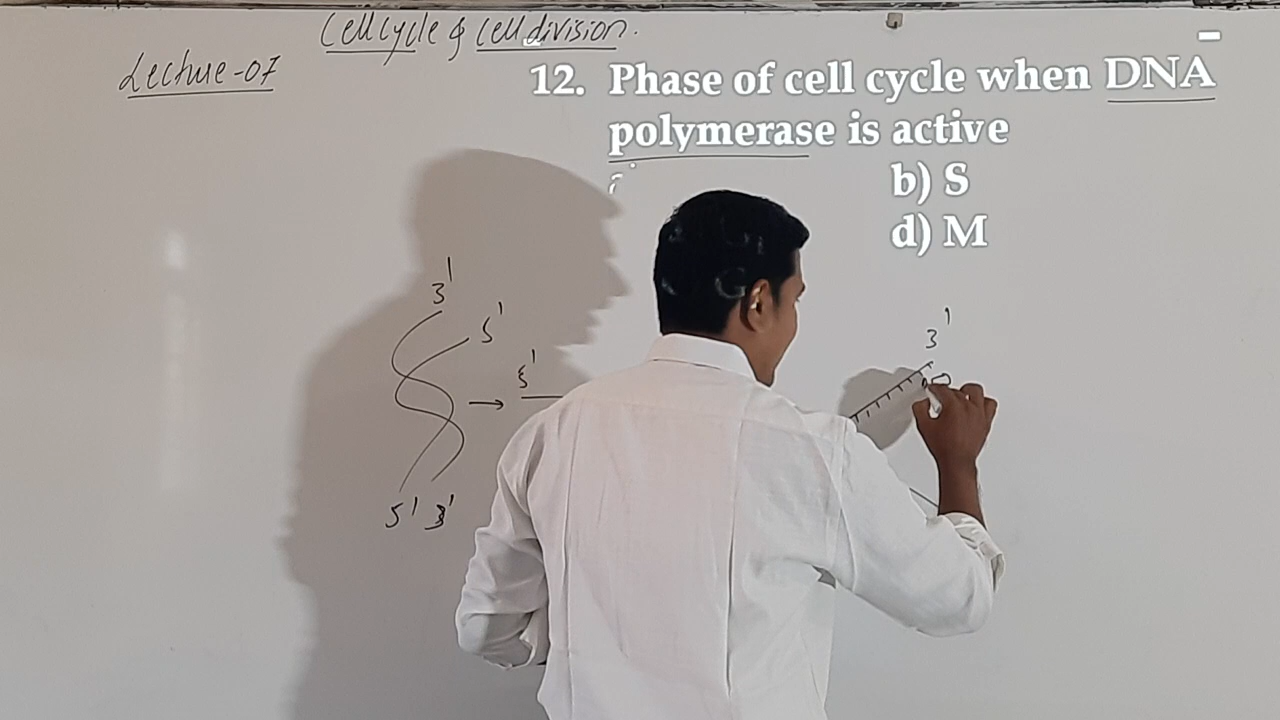 Cell cycle & cell division.
Lecture-07
12. Phase of cell cycle when DNA
polymerase is active
b) S
d) M
3'
5'
3'
5'
5' 3'